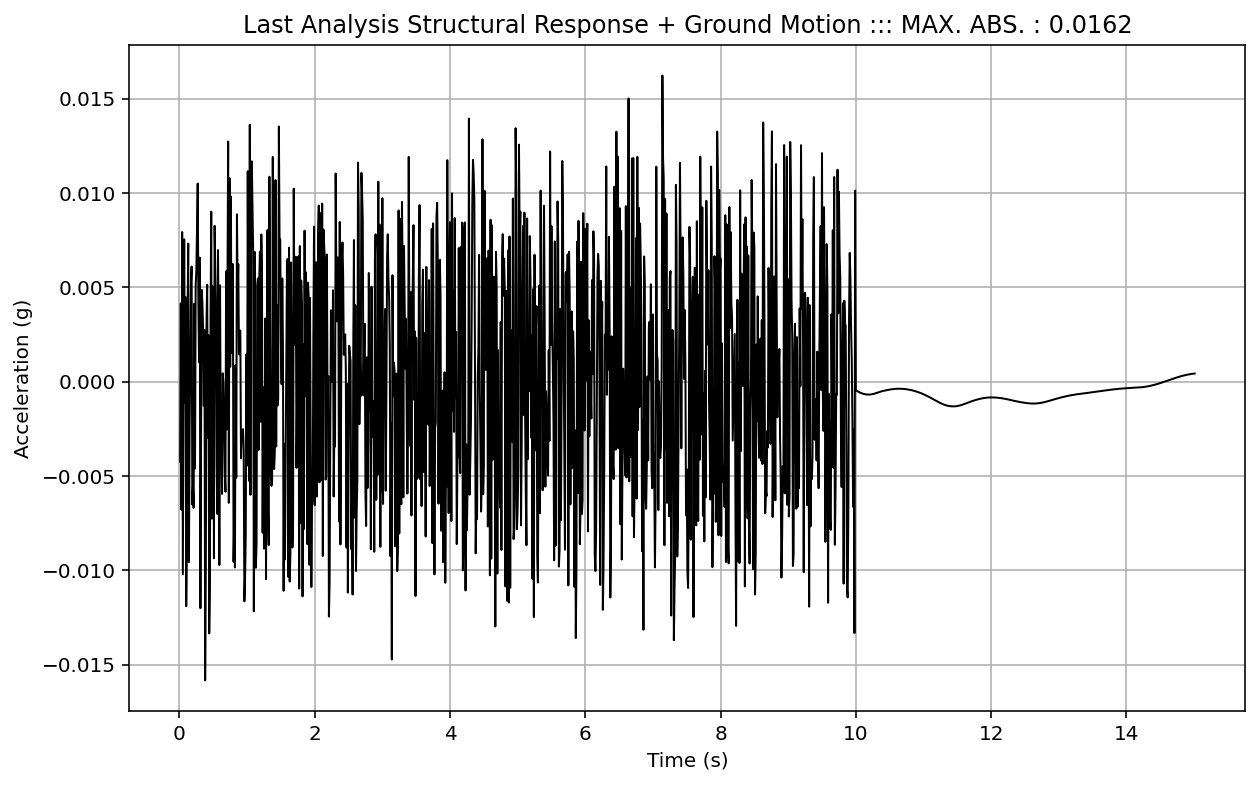 Last Analysis Structural Response + Ground Motion ::: MAX. ABS. : 0.0162
0.015
0.010
0.005
0.000
−0.005
−0.010
−0.015
Acceleration (g)
0 2 4 6 8 10 12 14
Time (s)